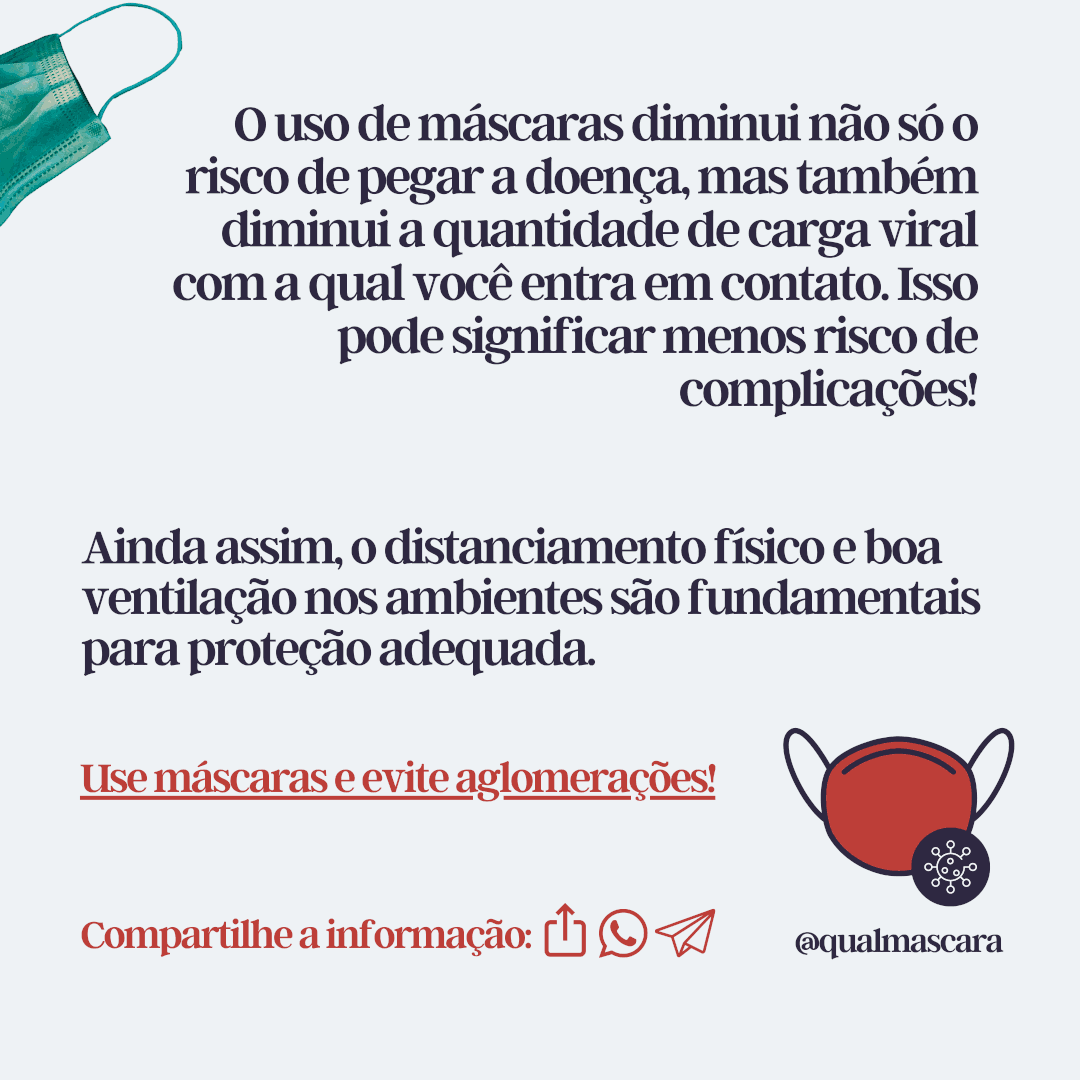 O uso de máscaras diminui não só o
risco de pegar a doença, mas também
diminui a quantidade de carga viral
com a qual você entra em contato. Isso
pode significar menos risco de
complicações!
Ainda assim, o distanciamento físico e boa
ventilação nos ambientes são fundamentais
para proteção adequada.
Use máscaras e evite aglomerações!
Compartilhe a informação:
@qualmascara